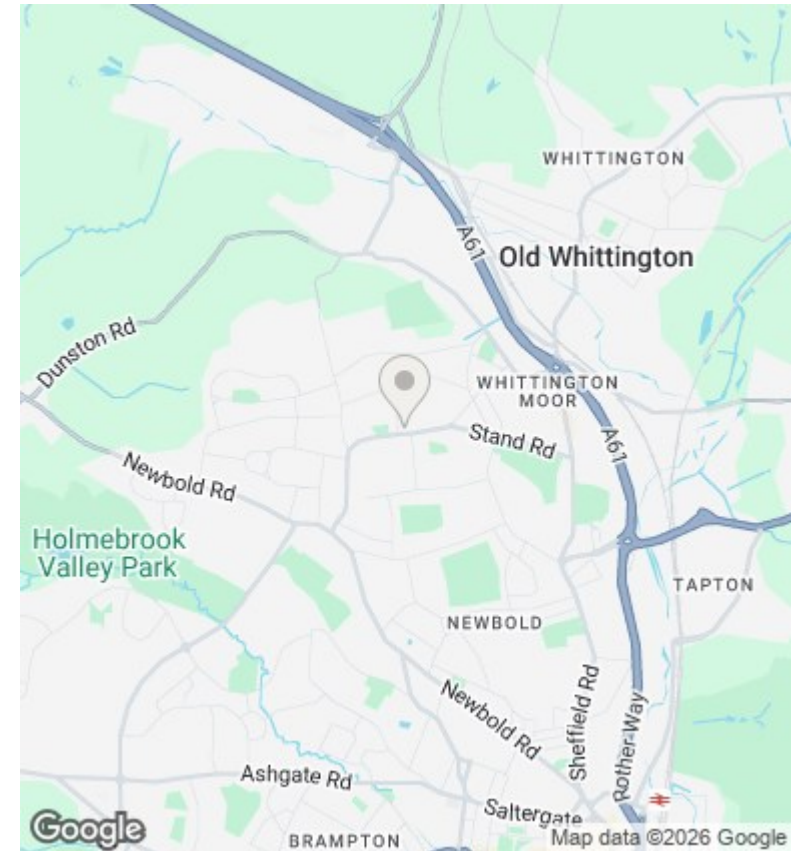 WHITTINGTON
A61
Old Whittington
Dunston Rd
WHITTINGTON
MOOR
Stand Rd
A61
Newbold Rd
Holmebrook
Valley Park
TAPTON
NEWBOLD
Newbold Rd
Sheffield Rd
Rother Way
Ashgate Rd
Saltergate
BRAMPTON
Google
Map data ©2026 Google